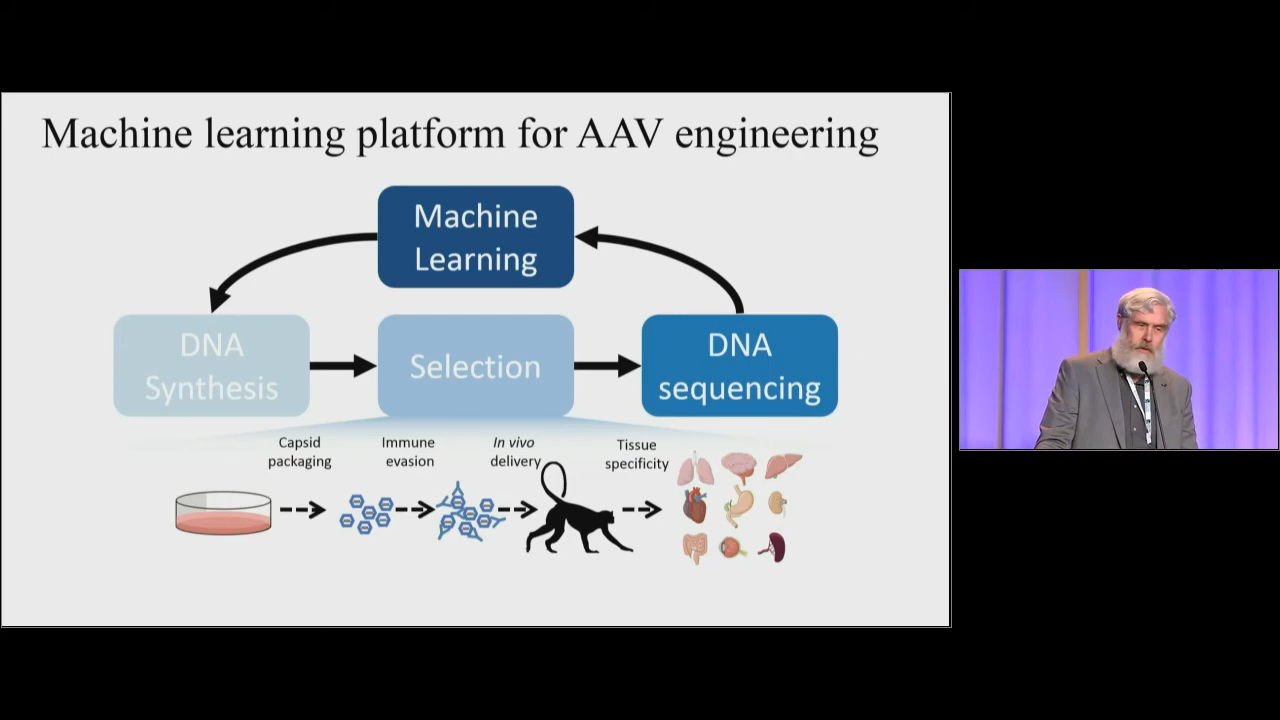 Machine learning platform for AAV engineering
Machine
Learning
DNA
Synthesis
Selection
DNA
sequencing
Capsid
packaging
Immune
evasion
In vivo
delivery
Tissue
specificity